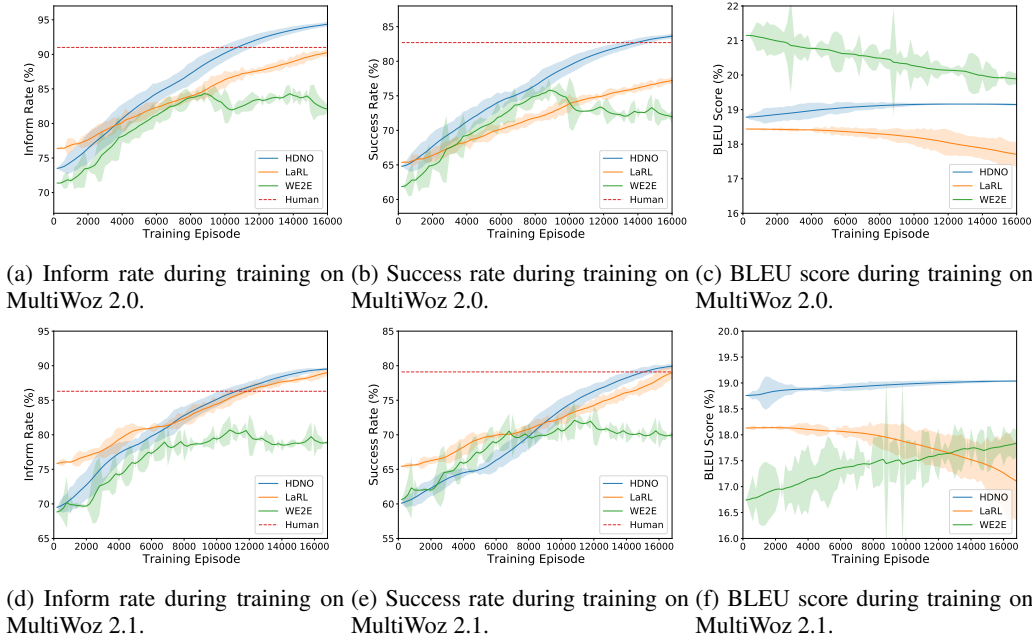 95
90
85
80
75
70
Inform Rate (%)
0 2000 4000 6000 8000 10000 12000 14000 16000
Training Episode
HDNO
LaRL
WE2E
Human
85
80
75
70
65
60
Success Rate (%)
0 2000 4000 6000 8000 10000 12000 14000 16000
Training Episode
HDNO
LaRL
WE2E
Human
22
21
20
19
18
17
16
BLEU Score (%)
0 2000 4000 6000 8000 10000 12000 14000 16000
Training Episode
HDNO
LaRL
WE2E
(a) Inform rate during training on
MultiWoz 2.0.
(b) Success rate during training on
MultiWoz 2.0.
(c) BLEU score during training on
MultiWoz 2.0.
95
90
85
80
75
70
65
Inform Rate (%)
0 2000 4000 6000 8000 10000 12000 14000 16000
Training Episode
HDNO
LaRL
WE2E
Human
85
80
75
70
65
60
55
Success Rate (%)
0 2000 4000 6000 8000 10000 12000 14000 16000
Training Episode
HDNO
LaRL
WE2E
Human
20.0
19.5
19.0
18.5
18.0
17.5
17.0
16.5
16.0
BLEU Score (%)
0 2000 4000 6000 8000 10000 12000 14000 16000
Training Episode
HDNO
LaRL
WE2E
(d) Inform rate during training on
MultiWoz 2.1.
(e) Success rate during training on
MultiWoz 2.1.
(f) BLEU score during training on
MultiWoz 2.1.